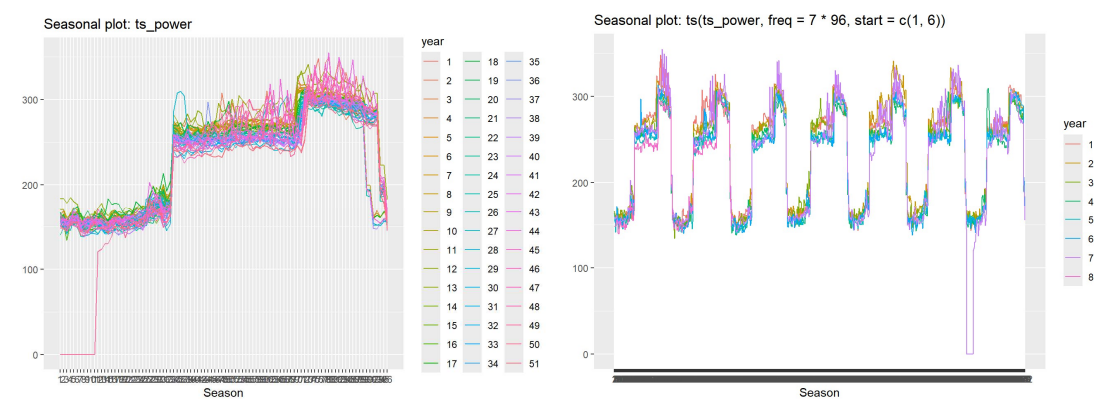 Seasonal plot: ts_power
year
1 18 35
2 19 36
3 20 37
4 21 38
5 22 39
6 23 40
7 24 41
8 25 42
9 26 43
10 27 44
11 28 45
12 29 46
13 30 47
14 31 48
15 32 49
16 33 50
17 34 51
300
200
100
0
Season
Seasonal plot: ts(ts_power, freq = 7 * 96, start = c(1, 6))
300
200
100
0
Season
year
1
2
3
4
5
6
7
8